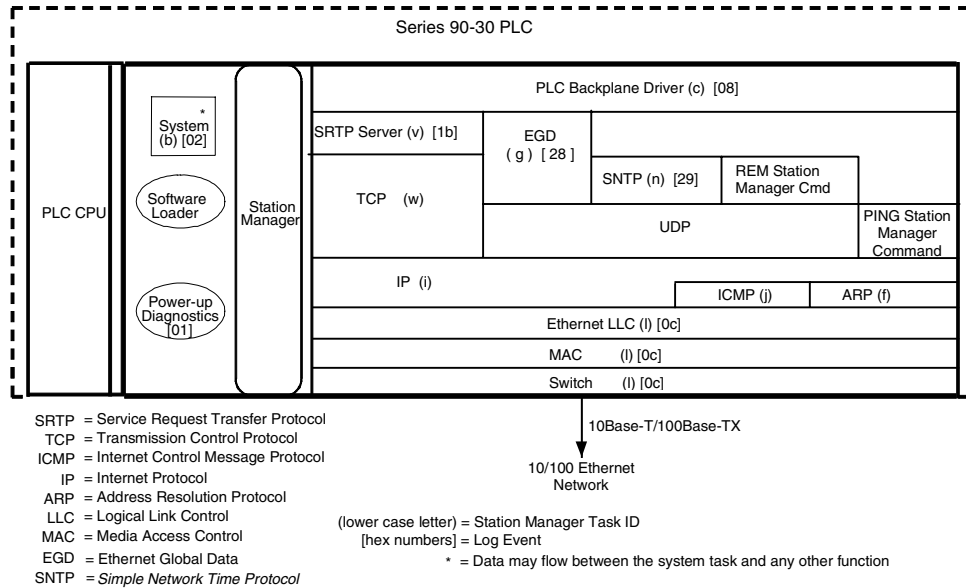 Series 90-30 PLC
PLC CPU
*
System
(b) [02]
Software
Loader
Power-up
Diagnostics
[01]
Station
Manager
PLC Backplane Driver (c) [08]
SRTP Server (v) [1b]
EGD
( g ) [ 28 ]
TCP (w)
SNTP (n) [29]
REM Station
Manager Cmd
UDP
PING Station
Manager
Command
IP (i)
ICMP (j)
ARP (f)
Ethernet LLC (l) [0c]
MAC (l) [0c]
Switch (l) [0c]
10Base-T/100Base-TX
10/100 Ethernet
Network
SRTP = Service Request Transfer Protocol
TCP = Transmission Control Protocol
ICMP = Internet Control Message Protocol
IP = Internet Protocol
ARP = Address Resolution Protocol
LLC = Logical Link Control
MAC = Media Access Control
EGD = Ethernet Global Data
SNTP = Simple Network Time Protocol
(lower case letter) = Station Manager Task ID
[hex numbers] = Log Event
* = Data may flow between the system task and any other function